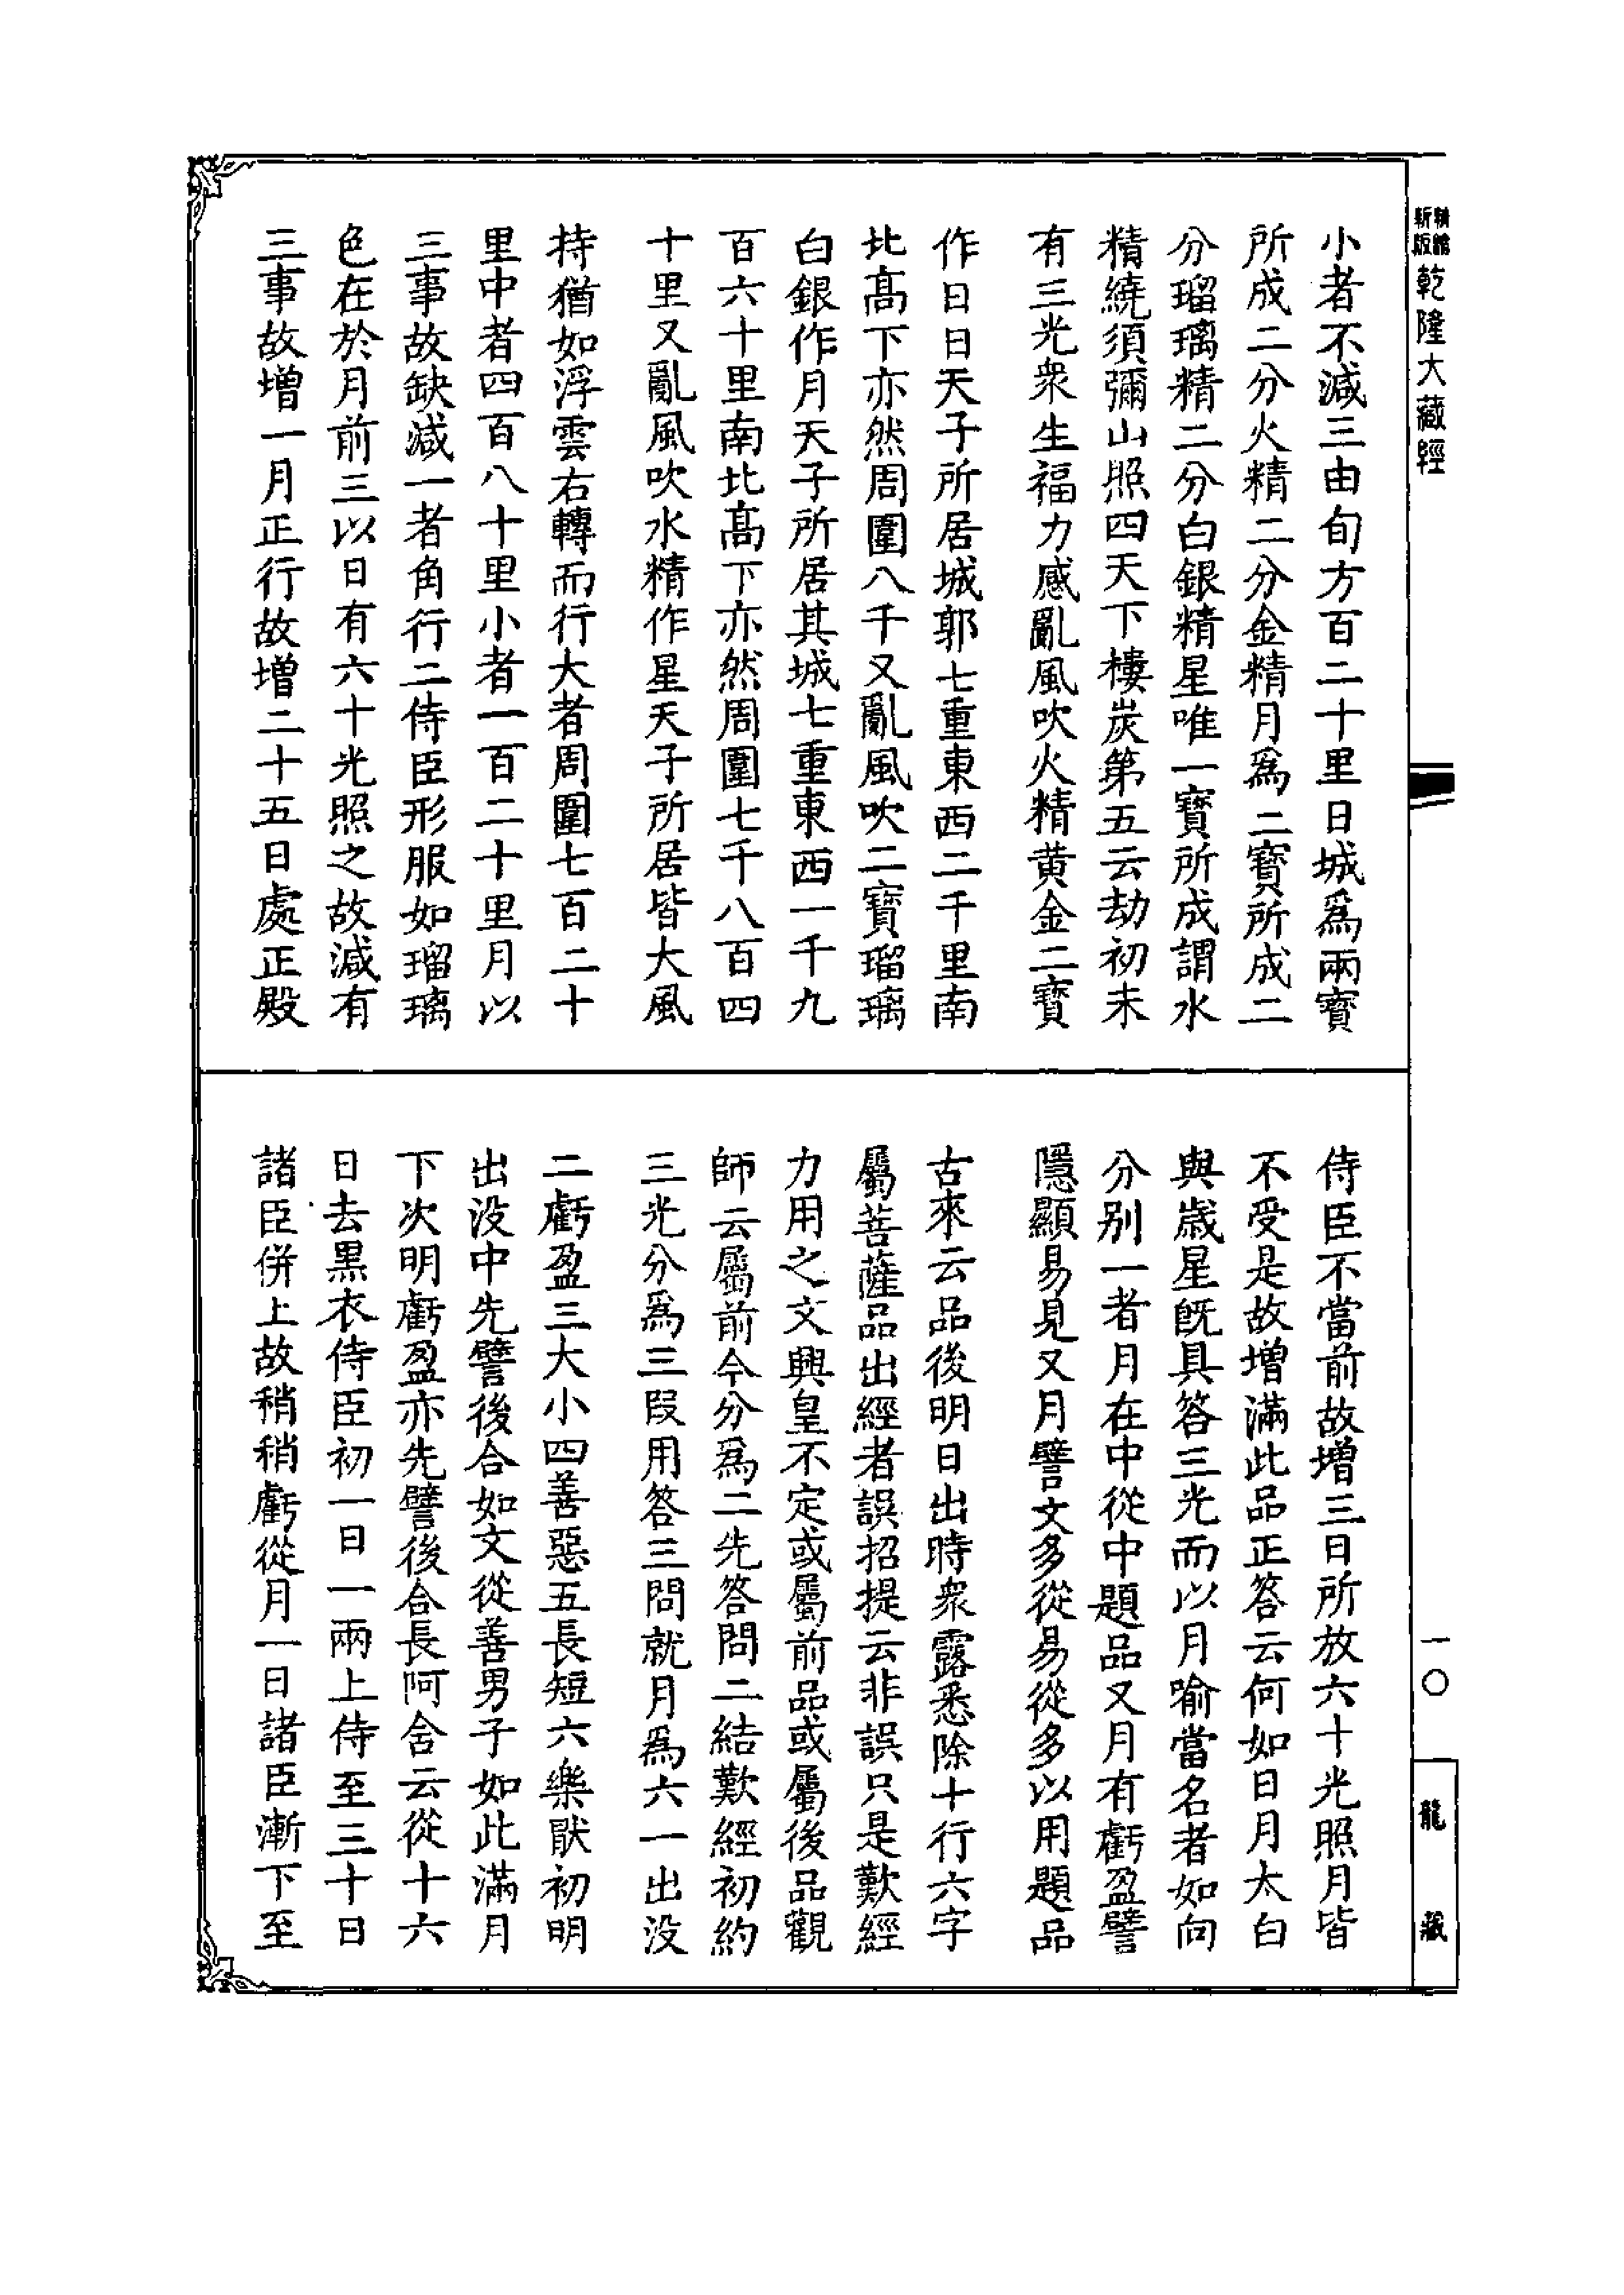 新版
精縮
乾隆大藏經
小者不減三由旬方百二十里日城爲兩寶
所成二分火精二分金精月爲二寶所成二
分瑠璃精二分白銀精星唯一寶所成謂水
精繞須彌山照四天下樓炭第五云劫初未
有三光衆生福力感亂風吹火精黃金二寶
作日日天子所居城郭七重東西二千里南
北高下亦然周圍八千又亂風吹二寶瑠璃
白銀作月天子所居其城七重東西一千九
百六十里南北高下亦然周圍七千八百四
十里又亂風吹水精作星天子所居皆大風
持猶如浮雲右轉而行大者周圍七百二十
里中者四百八十里小者一百二十里月以
三事故缺減一者角行二侍臣形服如瑠璃
色在於月前三以日有六十光照之故減有
三事故增一月正行故增二十五日處正殿
侍臣不當前故增三日所放六十光照月皆
不受是故增滿此品正答云何如日月太白
與歲星旣具答三光而以月喻當名者如向
分別一者月在中從中題品又月有虧盈譬
隱顯易見又月譬文多從易從多以用題品
古來云品後明日出時衆露悉除十行六字
屬菩薩品出經者誤招提云非誤只是歎經
力用之文興皇不定或屬前品或屬後品觀
師云屬前今分爲二先答問二結歎經初約
三光分爲三段用答三問就月爲六一出没
二虧盈三大小四善惡五長短六樂猒初明
出没中先譬後合如文從善男子如此滿月
下次明虧盈亦先譬後合長阿舍云從十六
日去黑衣侍臣初一日一兩上侍至三十日
諸臣併上故稍稍虧從月一日諸臣漸下至
一〇
龍藏